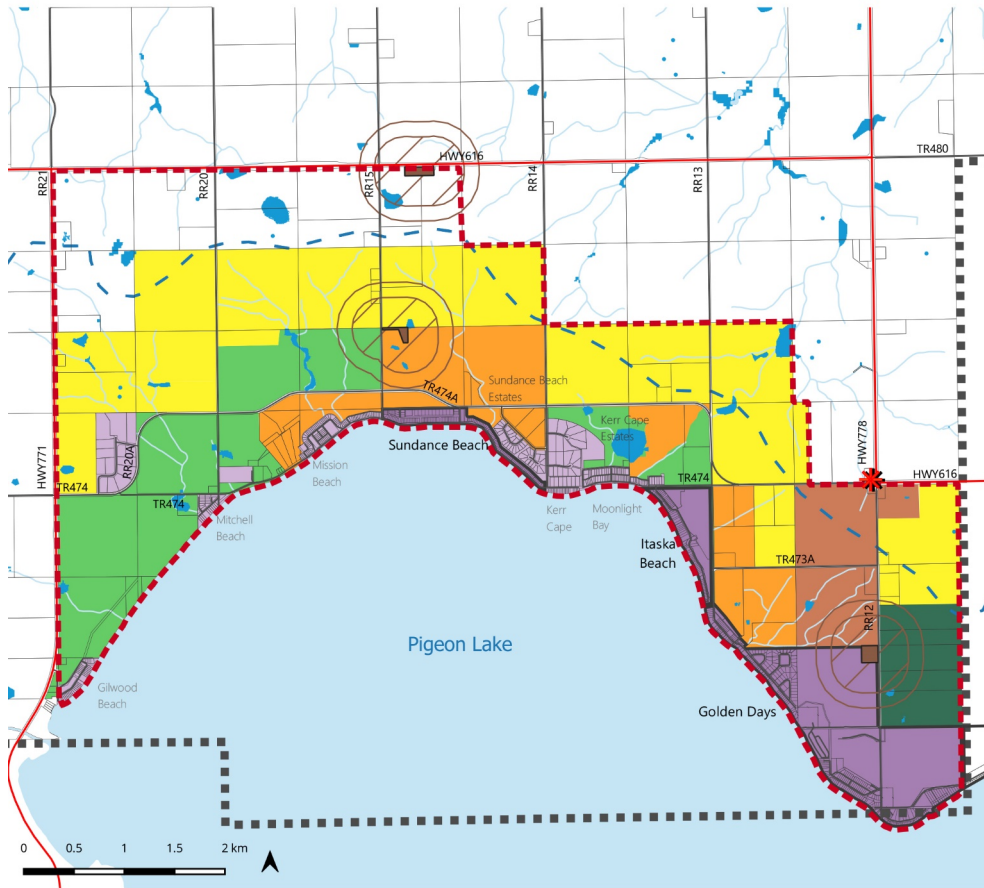 HWY616
TR480
RR21
RR20
RR15
RR14
RR13
Sundance Beach
Estates
TR474A
Kerr Cape
Estates
Sundance Beach
HWY771
RR20A
HWY778
HWY616
Mission
Beach
TR474
TR474
TR474
Mitchell
Beach
Kerr
Cape
Moonlight
Bay
Itaska
Beach
TR473A
RR12
Pigeon Lake
Gilwood
Beach
Golden Days
0 0.5 1 1.5 2 km